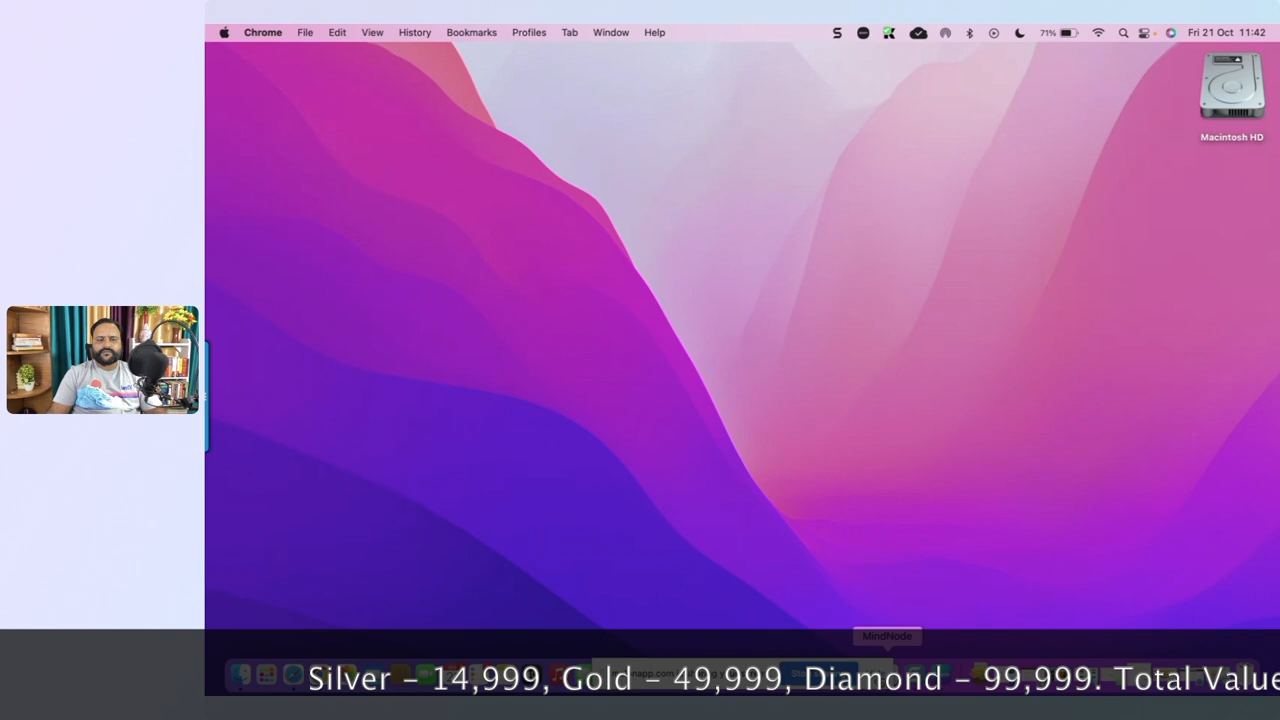 Chrome File Edit View History Bookmarks Profiles Tab Window Help 71% Fri 21 Oct 11:42
Macintosh HD
MindNode
Silver – 14,999, Gold – 49,999, Diamond – 99,999. Total Value